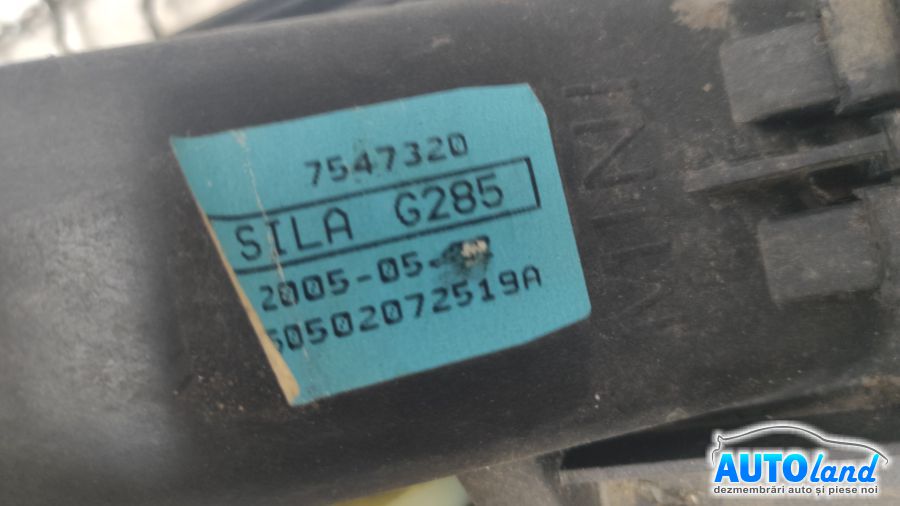 7547320
SILA G285
2005-05-
50502072519A
AUTOland
dezmembrări auto și piese noi